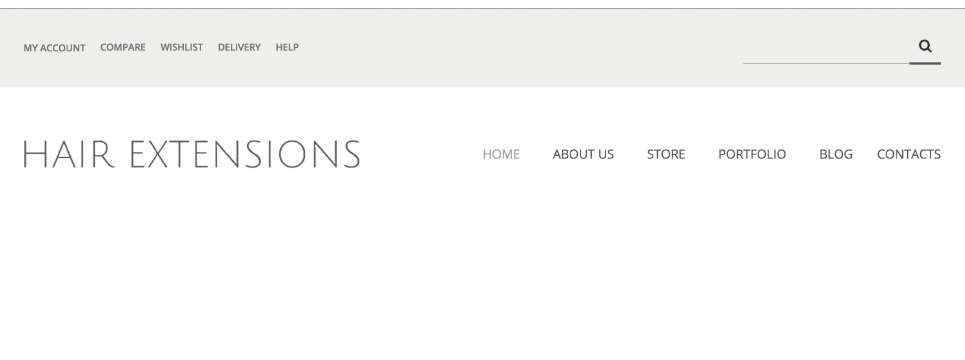 MY ACCOUNT COMPARE WISHLIST DELIVERY HELP
HAIR EXTENSIONS
HOME ABOUT US STORE PORTFOLIO BLOG CONTACTS